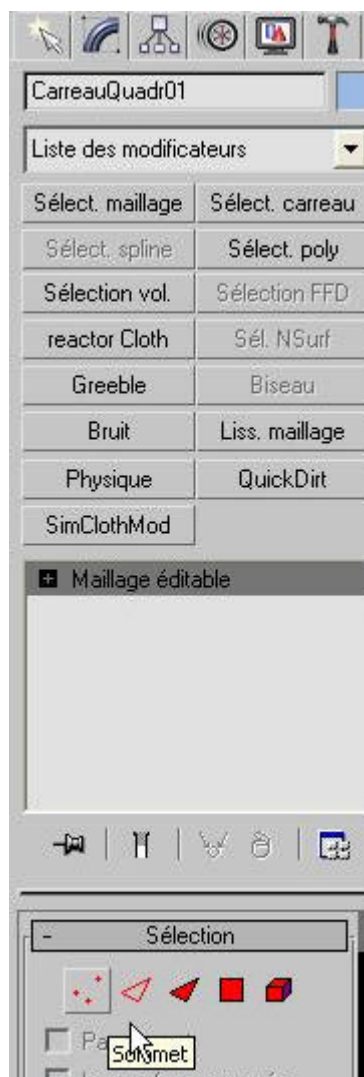 CarreauQuadr01
Liste des modificateurs
Sélect. maillage Sélect. carreau
Sélect. spline Sélect. poly
Sélection vol. Sélection FFD
reactor Cloth Sél. NSurf
Greeble Biseau
Bruit Liss. maillage
Physique QuickDirt
SimClothMod
+ Maillage éditable
- Sélection
Sommet